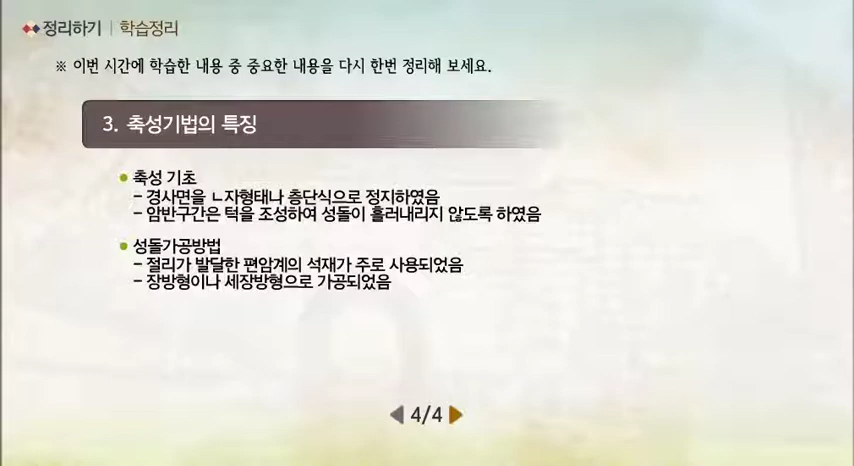 정리하기 | 학습정리
※ 이번 시간에 학습한 내용 중 중요한 내용을 다시 한번 정리해 보세요.
3. 축성기법의 특징
● 축성 기초
- 경사면을 ㄴ자형태나 층단식으로 정지하였음
- 암반구간은 턱을 조성하여 성돌이 흘러내리지 않도록 하였음
● 성돌가공방법
- 절리가 발달한 편암계의 석재가 주로 사용되었음
- 장방형이나 세장방형으로 가공되었음
◀ 4/4 ▶